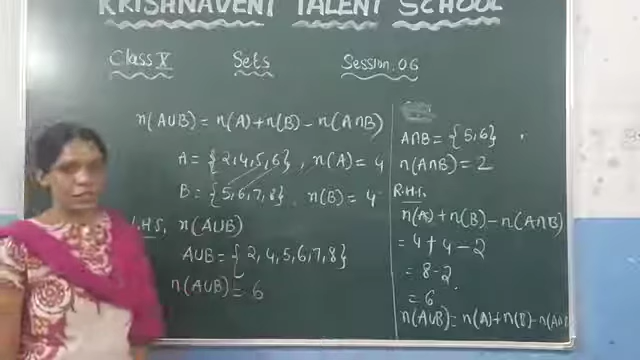 KRISHNAVENI TALENT SCHOOL
Class X Sets Session.06
n(A∪B) = n(A)+n(B)-n(A∩B)
A = {2,4,5,6}, n(A) = 4
B = {5,6,7,8}, n(B) = 4
L.H.S, n(A∪B)
A∪B = {2,4,5,6,7,8}
n(A∪B) = 6
A∩B = {5,6}
n(A∩B) = 2
R.H.S.
n(A)+n(B)-n(A∩B)
= 4+4-2
= 8-2
= 6
n(A∪B) = n(A)+n(B)-n(A∩